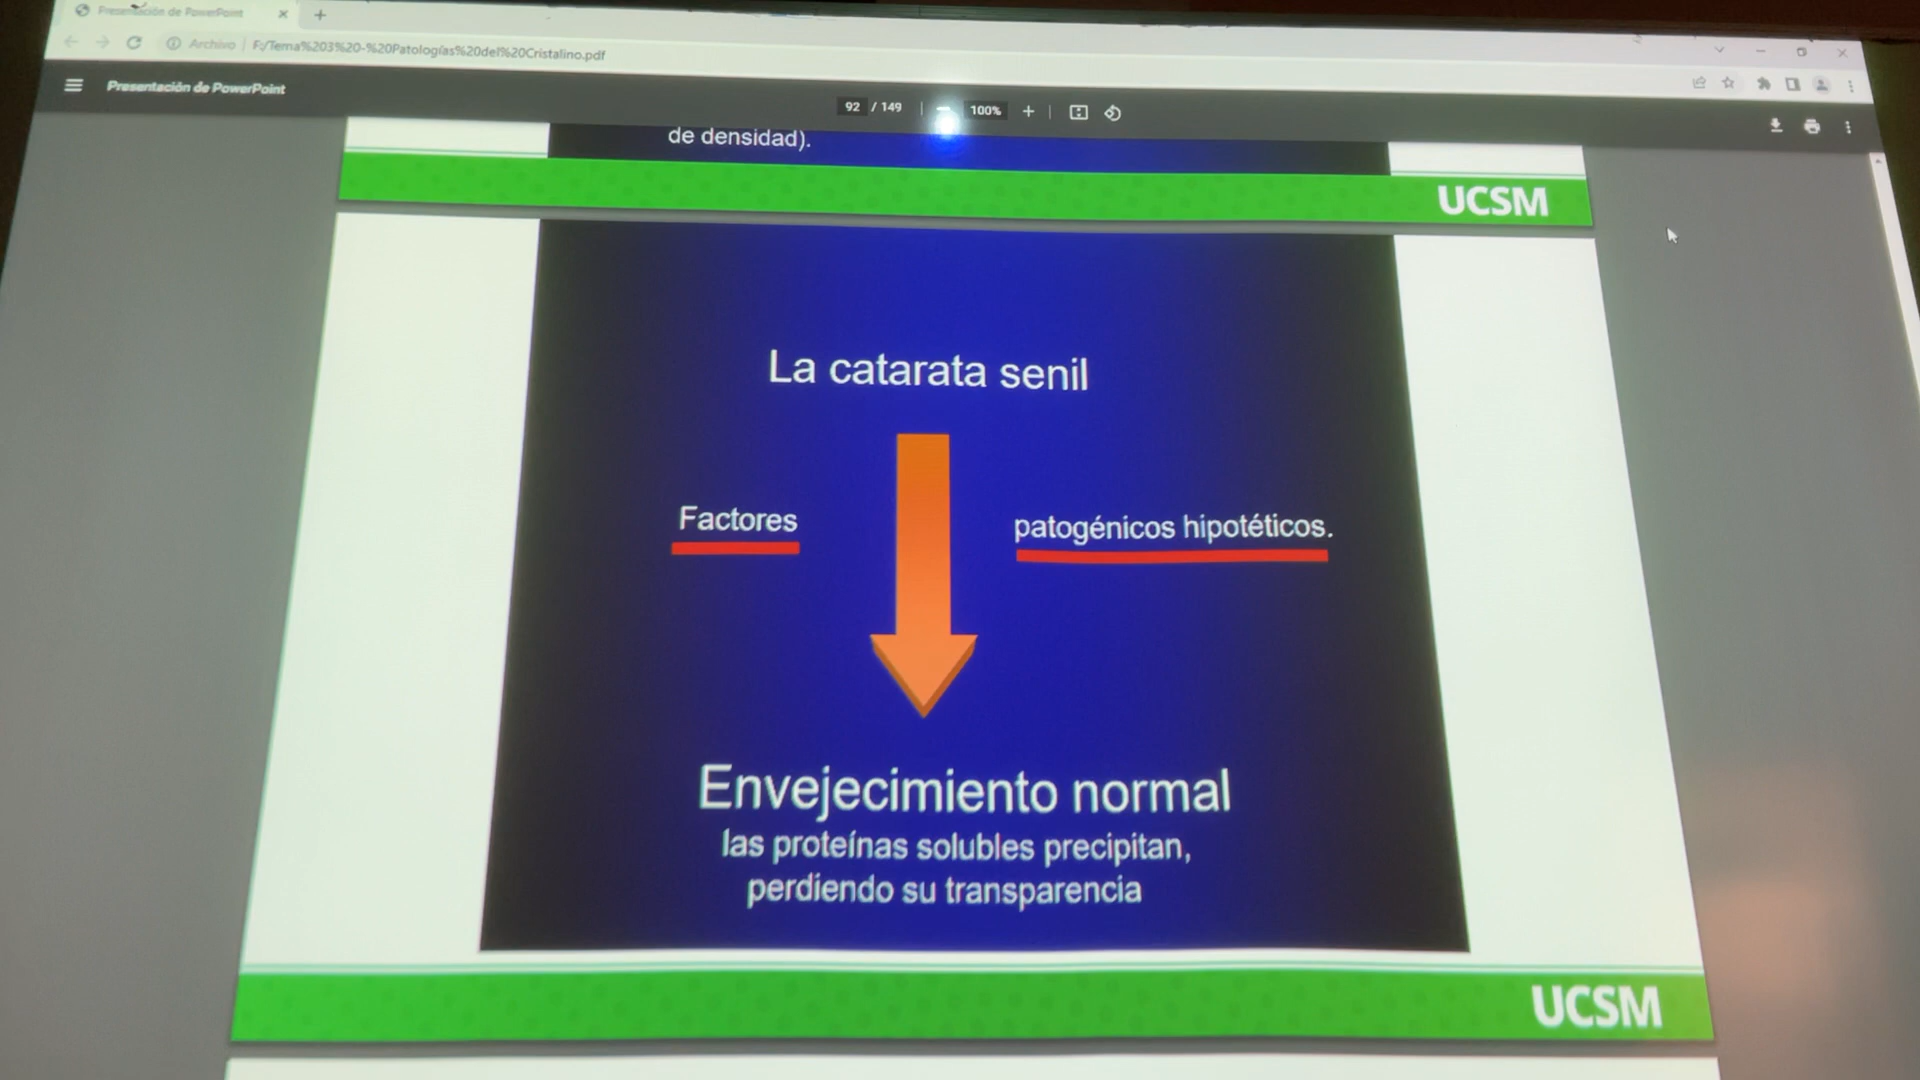 Presentación de PowerPoint
Archivo F:/Tema%203%20-%20Patologías%20del%20Cristalino.pdf
Presentación de PowerPoint
92 / 149
100%
de densidad).
UCSM
La catarata senil
Factores
patogénicos hipotéticos.
Envejecimiento normal
las proteínas solubles precipitan,
perdiendo su transparencia
UCSM